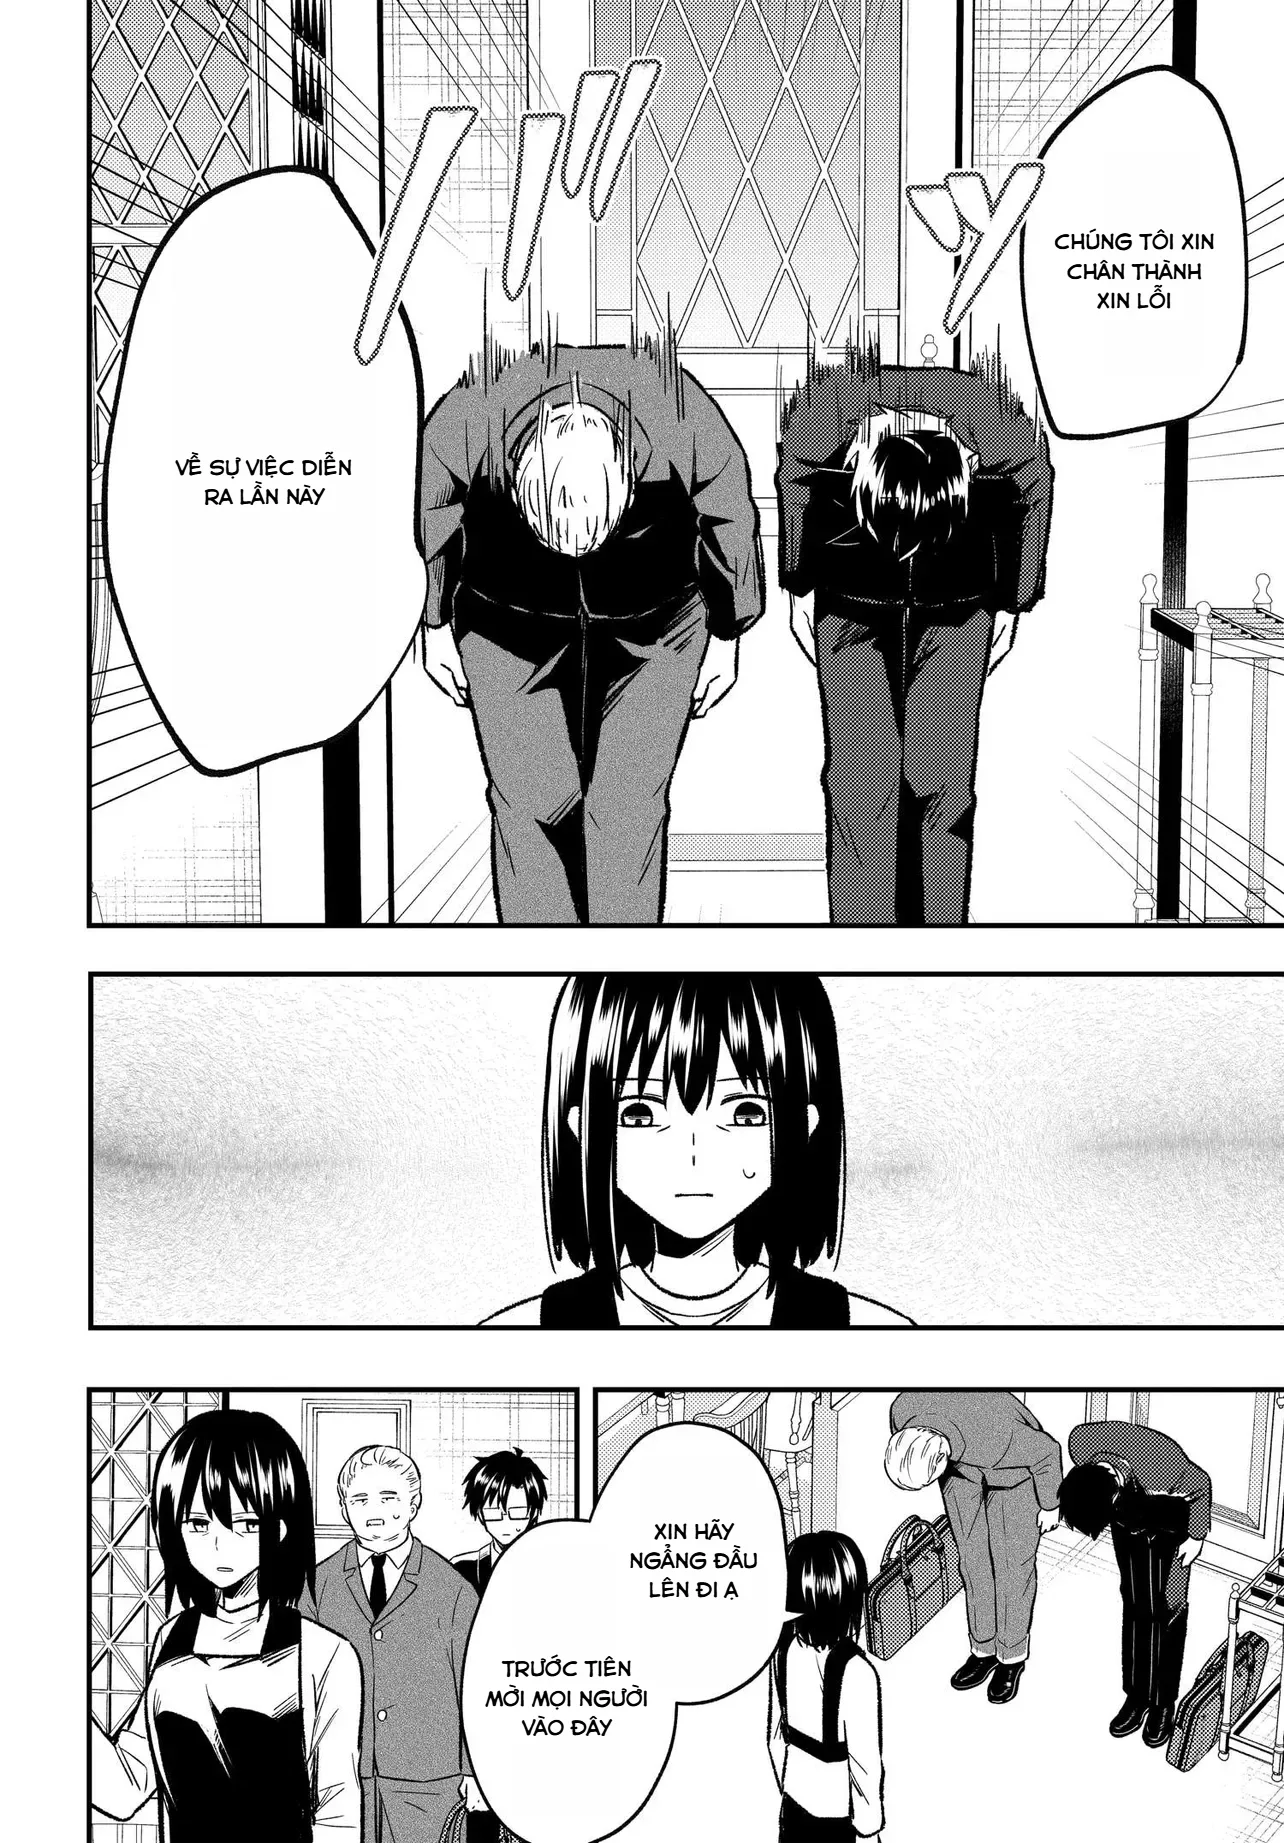 CHÚNG TÔI XIN
CHÂN THÀNH
XIN LỖI
VỀ SỰ VIỆC DIỄN
RA LẦN NÀY
XIN HÃY
NGẢNG ĐẦU
LÊN ĐI Ạ
TRƯỚC TIÊN
MỜI MỌI NGƯỜI
VÀO ĐÂY